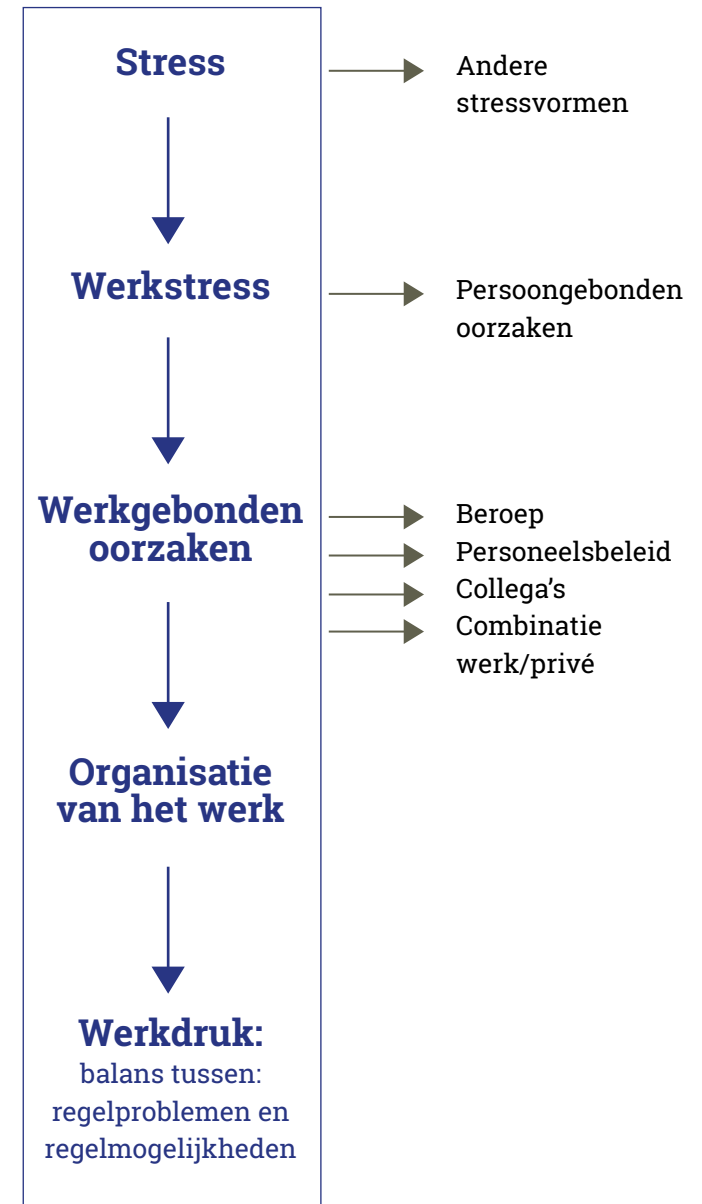 Stress
Andere
stressvormen
Werkstress
Persoongebonden
oorzaken
Werkgebonden
oorzaken
Beroep
Personeelsbeleid
Collega's
Combinatie
werk/privé
Organisatie
van het werk
Werkdruk:
balans tussen:
regelproblemen en
regelmogelijkheden